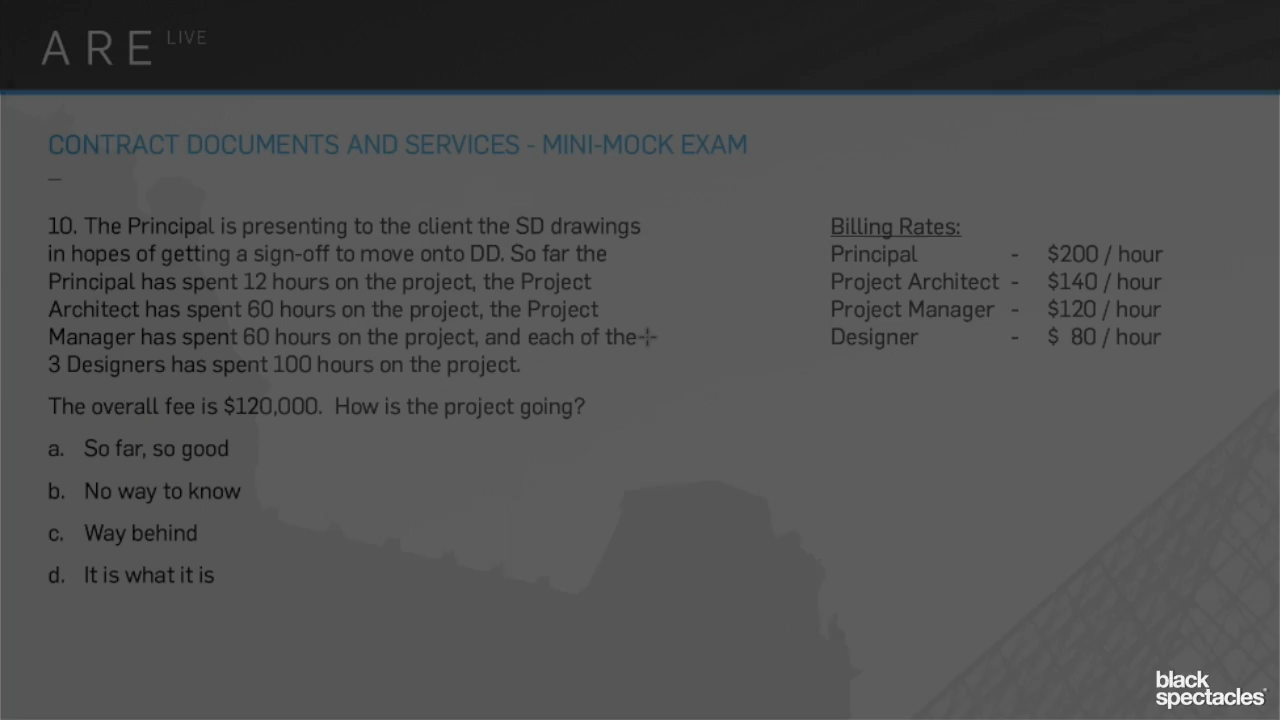 ARE LIVE
CONTRACT DOCUMENTS AND SERVICES - MINI-MOCK EXAM
10. The Principal is presenting to the client the SD drawings
in hopes of getting a sign-off to move onto DD. So far the
Principal has spent 12 hours on the project, the Project
Architect has spent 60 hours on the project, the Project
Manager has spent 60 hours on the project, and each of the
3 Designers has spent 100 hours on the project.
The overall fee is $120,000. How is the project going?
a. So far, so good
b. No way to know
c. Way behind
d. It is what it is
Billing Rates:
Principal - $200 / hour
Project Architect - $140 / hour
Project Manager - $120 / hour
Designer - $ 80 / hour
black
spectacles